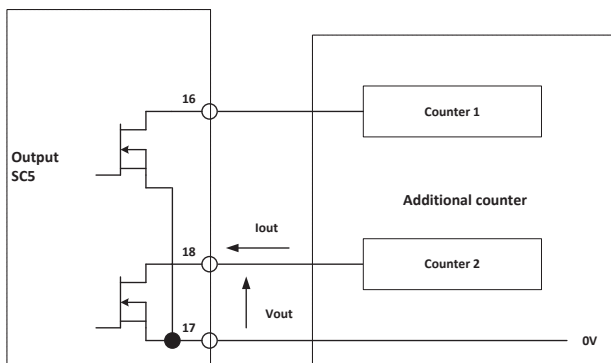 16
Counter 1
Output
SC5
Additional counter
Iout
18
Counter 2
Vout
17
0V